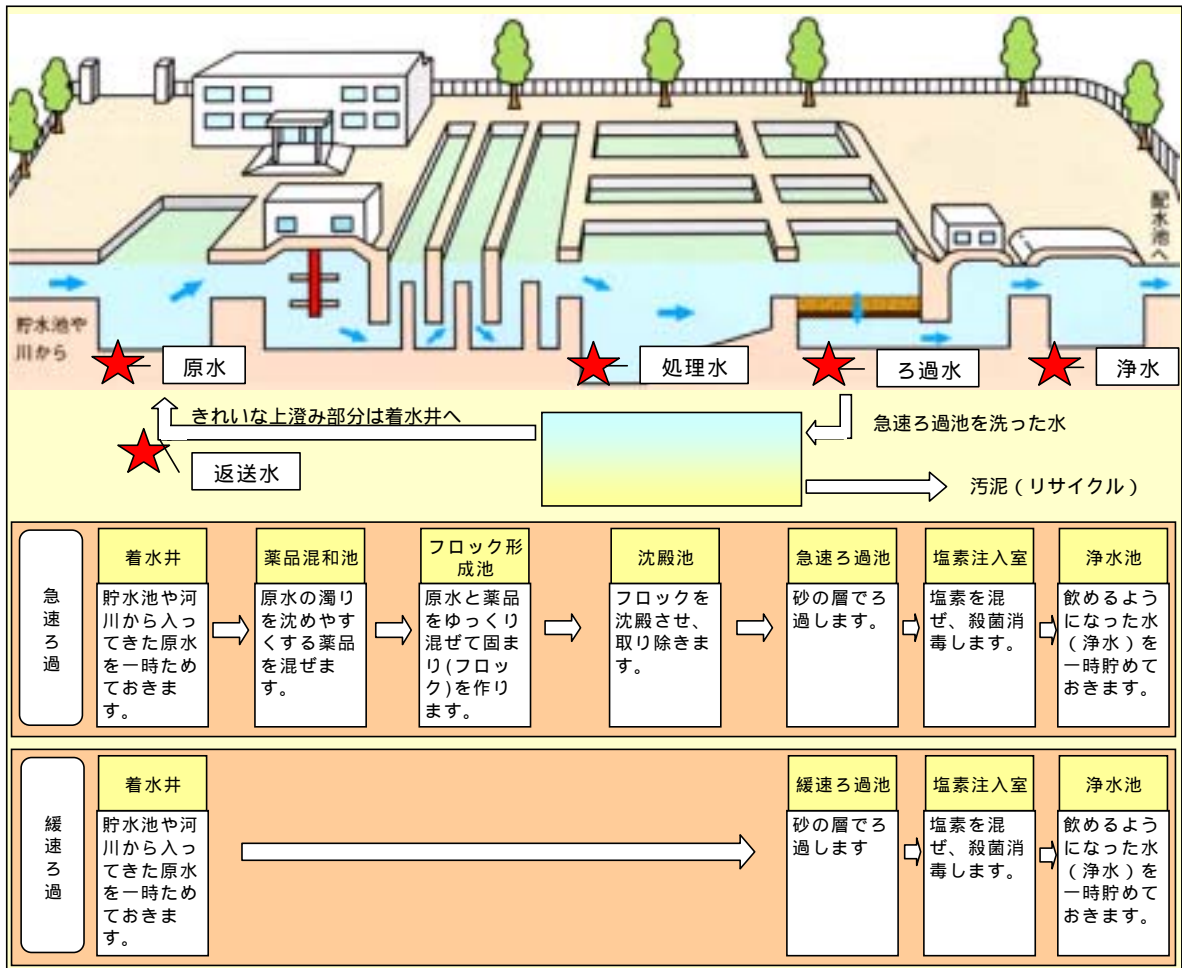 配水池へ
貯水池や
川から
原水
処理水
ろ過水
浄水
きれいな上澄み部分は着水井へ
急速ろ過池を洗った水
返送水
汚泥(リサイクル)
急速ろ過
着水井
貯水池や河
川から入っ
てきた原水
を一時ため
ておきま
す。
薬品混和池
原水の濁り
を沈めやす
くする薬品
を混ぜま
す。
フロック形
成池
原水と薬品
をゆっくり
混ぜて固ま
り(フロッ
ク)を作り
ます。
沈殿池
フロックを
沈殿させ、
取り除きま
す。
急速ろ過池
砂の層でろ
過します。
塩素注入室
塩素を混
ぜ、殺菌消
毒します。
浄水池
飲めるよう
になった水
(浄水)を
一時貯めて
おきます。
緩速ろ過
着水井
貯水池や河
川から入っ
てきた原水
を一時ため
ておきま
す。
緩速ろ過池
砂の層でろ
過します
塩素注入室
塩素を混
ぜ、殺菌消
毒します。
浄水池
飲めるよう
になった水
(浄水)を
一時貯めて
おきます。